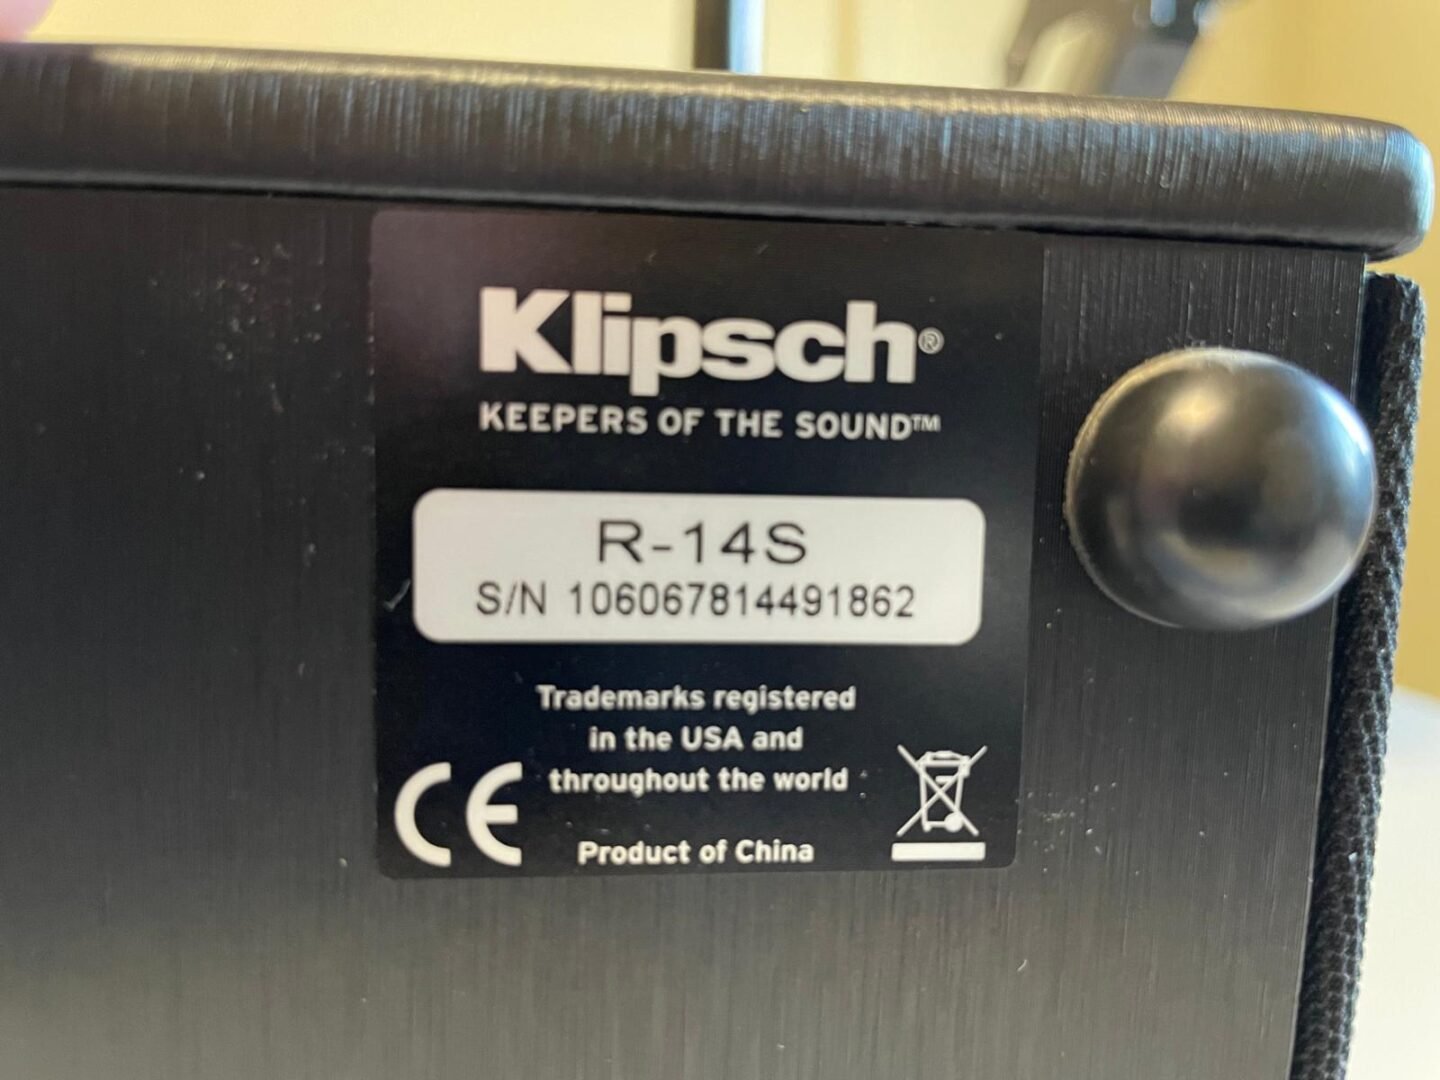 Klipsch®
KEEPERS OF THE SOUND™
R-14S
S/N 106067814491862
Trademarks registered
in the USA and
throughout the world
CE
Product of China